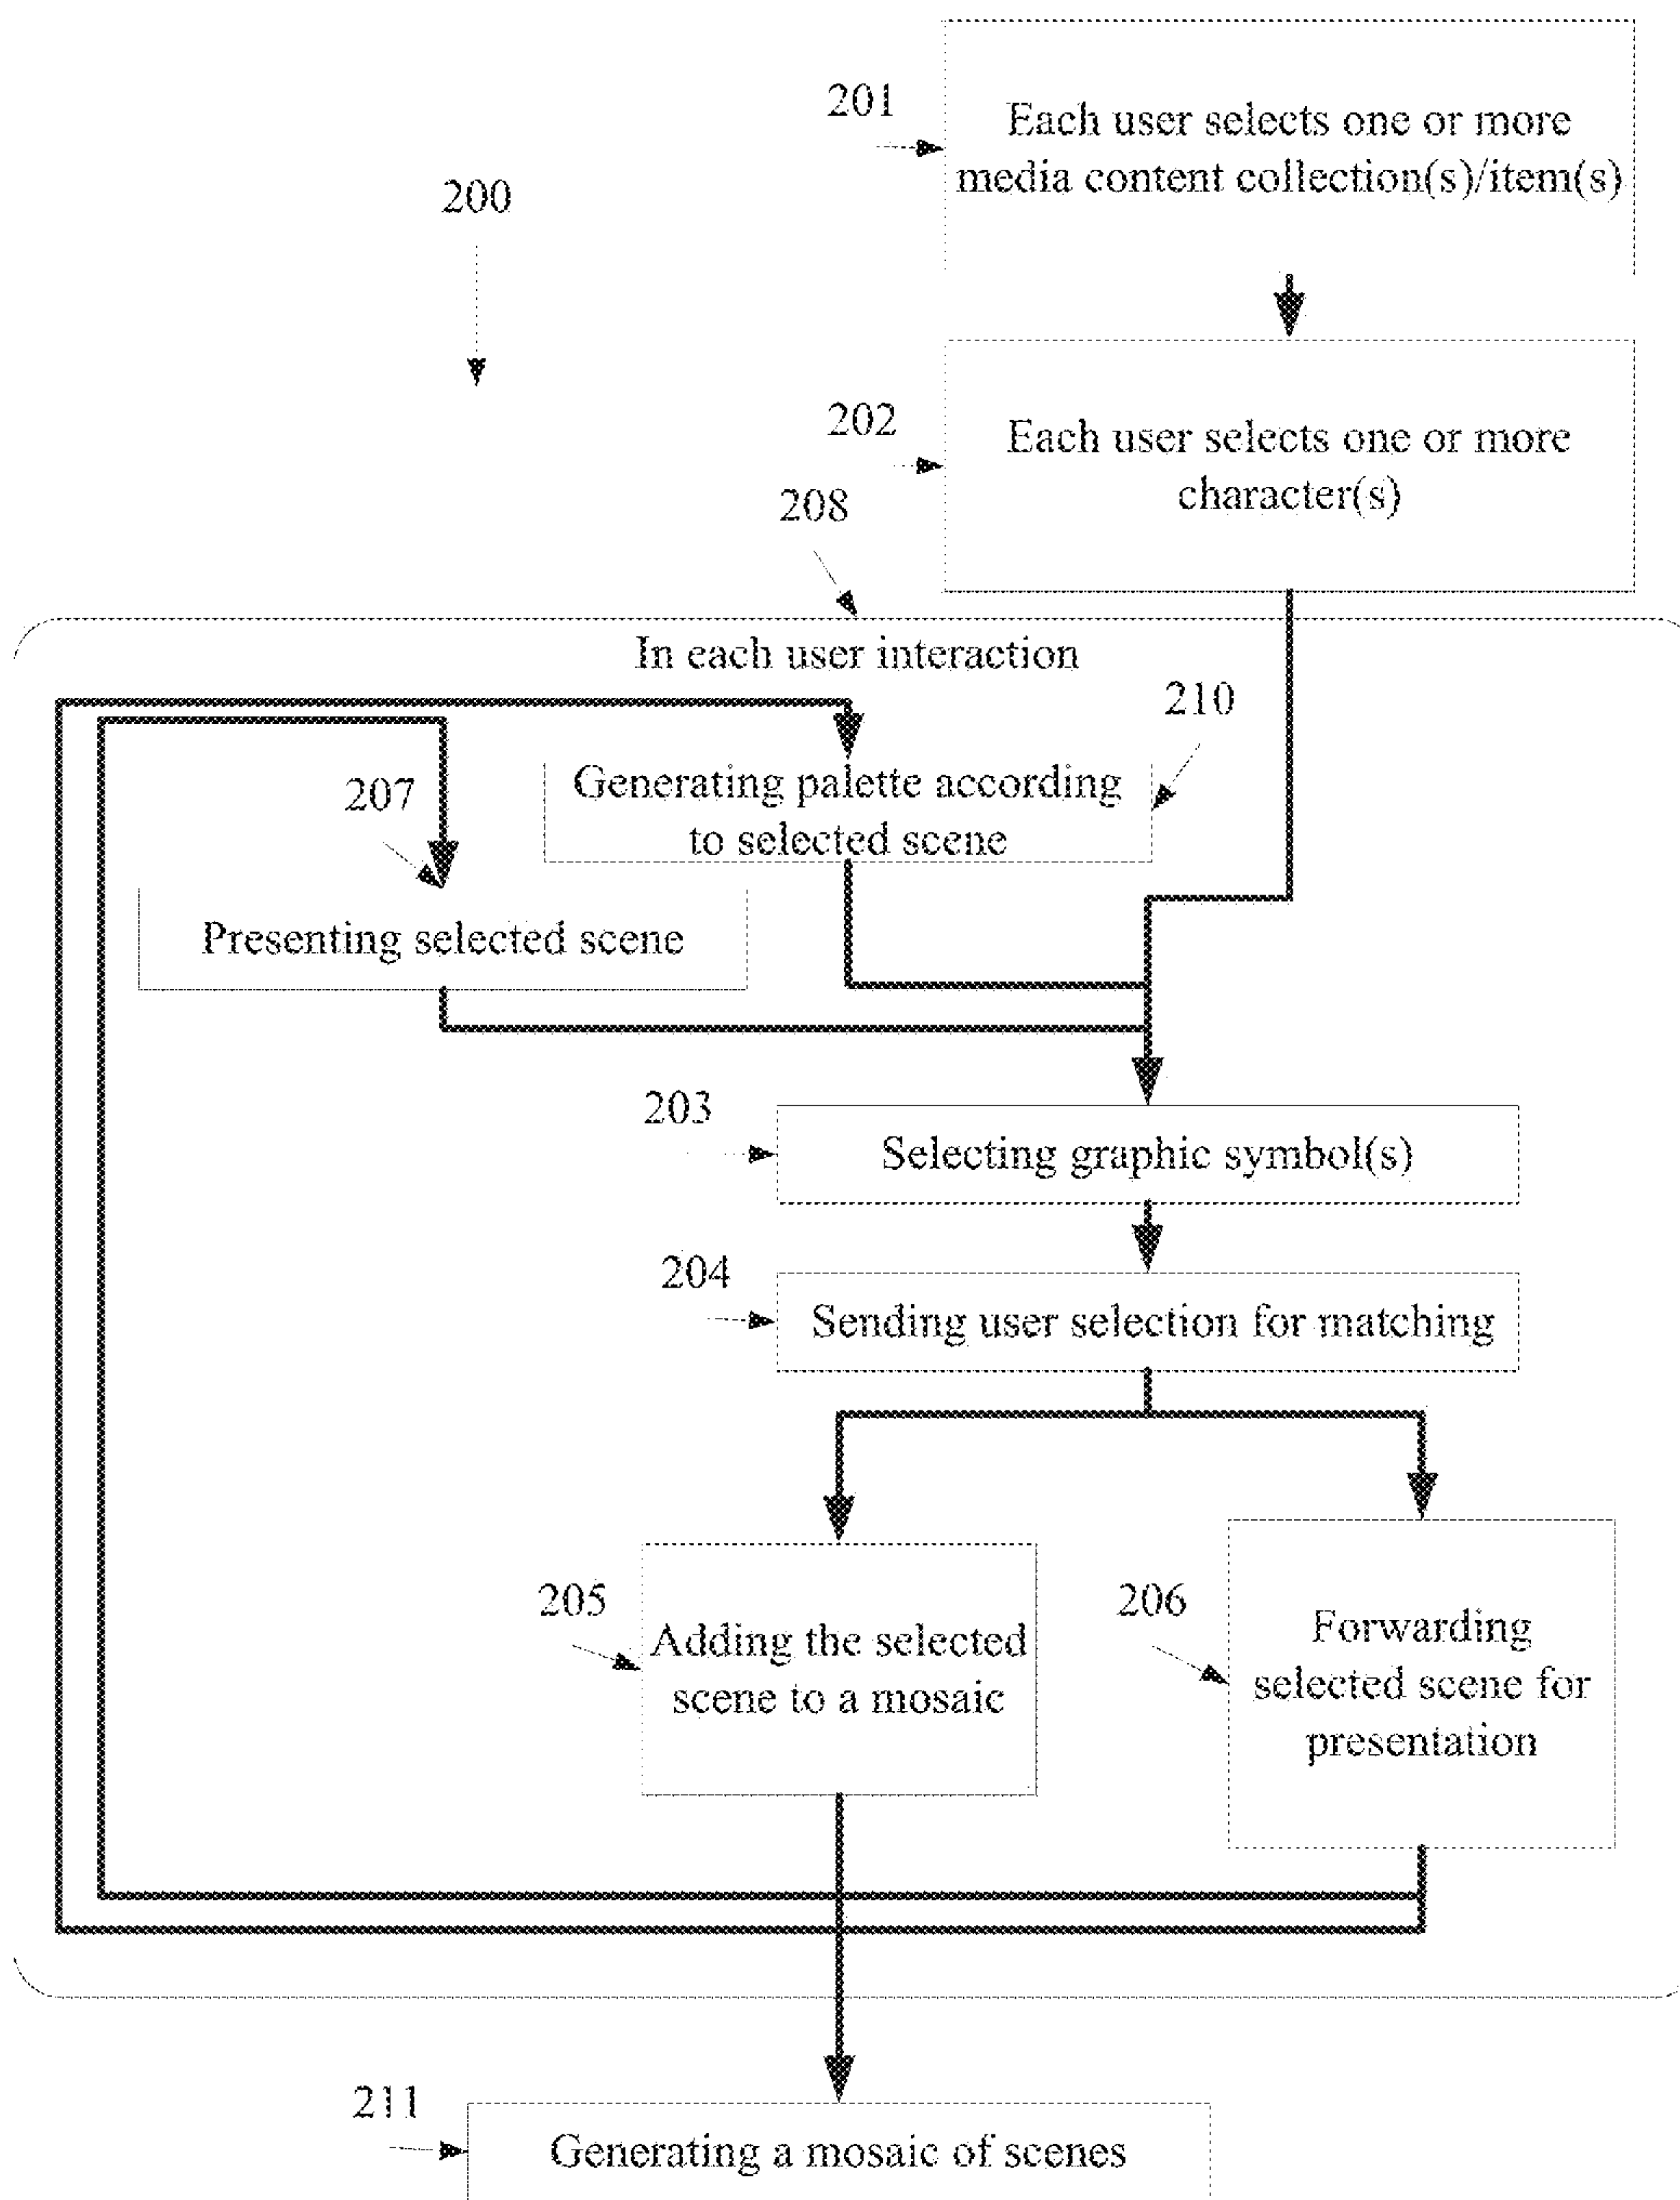 201
Each user selects one or more
media content collection(s)/item(s)
200
202
Each user selects one or more
character(s)
208
In each user interaction
210
Generating palette according
to selected scene
207
Presenting selected scene
203
Selecting graphic symbol(s)
204
Sending user selection for matching
205
Adding the selected
scene to a mosaic
206
Forwarding
selected scene for
presentation
211
Generating a mosaic of scenes